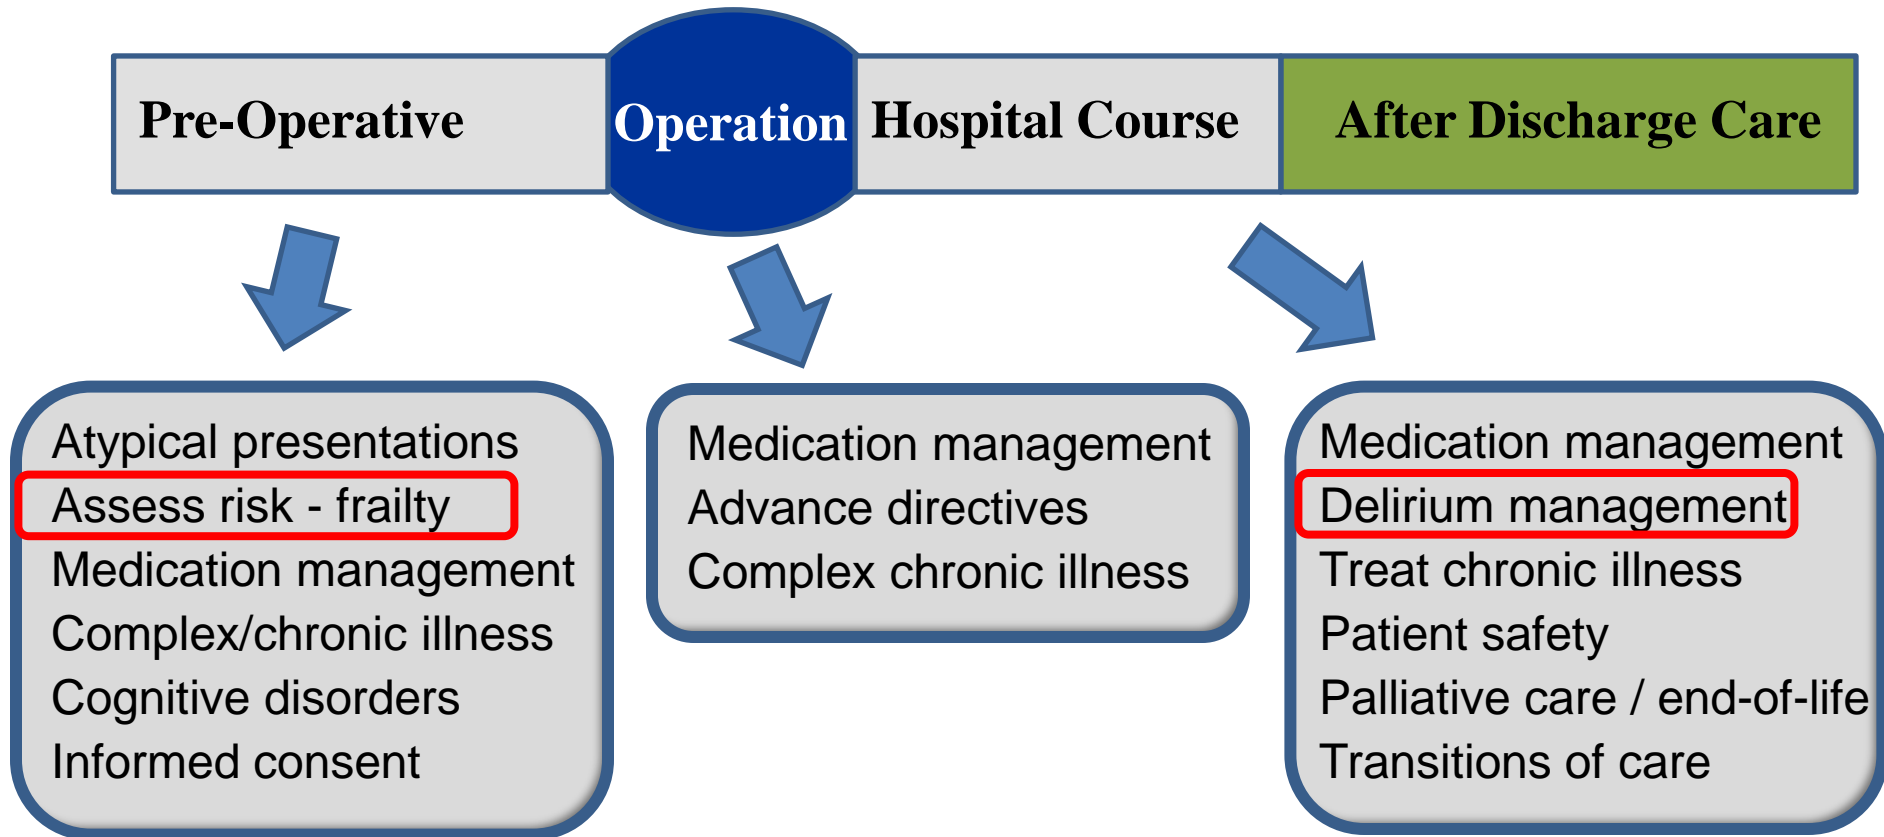 Pre-Operative
Operation
Hospital Course
After Discharge Care
Atypical presentations
Assess risk - frailty
Medication management
Complex/chronic illness
Cognitive disorders
Informed consent
Medication management
Advance directives
Complex chronic illness
Medication management
Delirium management
Treat chronic illness
Patient safety
Palliative care / end-of-life
Transitions of care